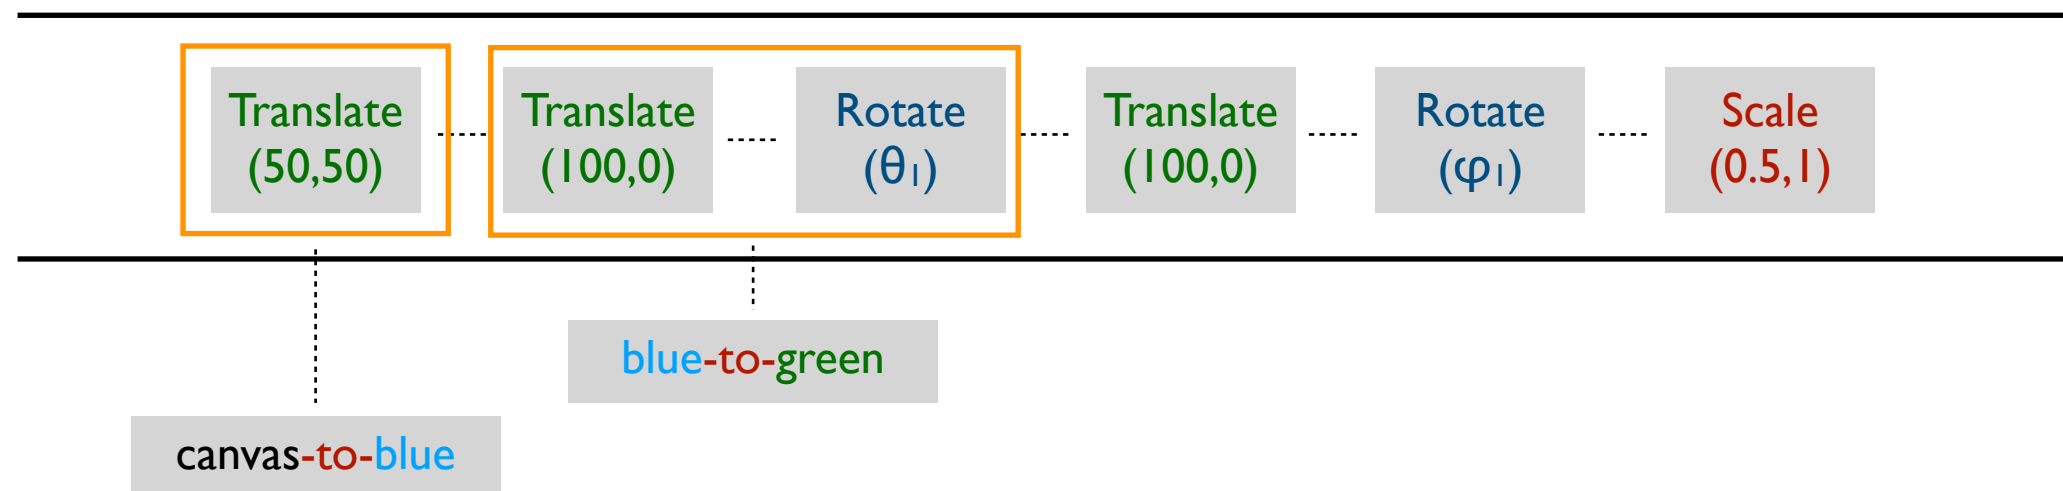 Translate
(50,50)
Translate
(100,0)
Rotate
(θ₁)
Translate
(100,0)
Rotate
(φ₁)
Scale
(0.5,1)
blue-to-green
canvas-to-blue